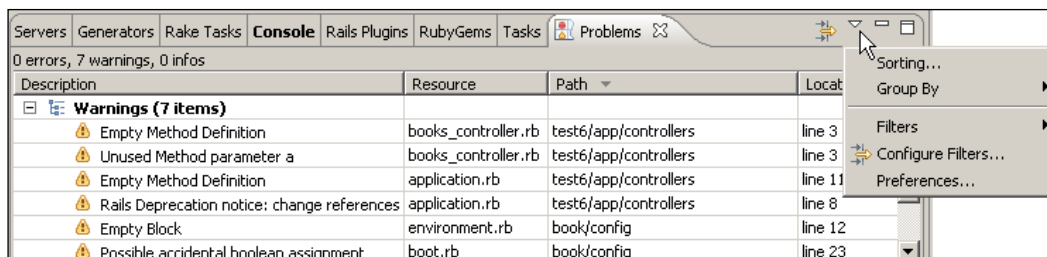 Servers Generators Rake Tasks Console Rails Plugins RubyGems Tasks Problems
0 errors, 7 warnings, 0 infos
Description Resource Path Locat
Warnings (7 items)
Empty Method Definition books_controller.rb test6/app/controllers line 3
Unused Method parameter a books_controller.rb test6/app/controllers line 3
Empty Method Definition application.rb test6/app/controllers line 11
Rails Deprecation notice: change references application.rb test6/app/controllers line 8
Empty Block environment.rb book/config line 12
Possible accidental boolean assignment boot.rb book/config line 23
Sorting...
Group By
Filters
Configure Filters...
Preferences...